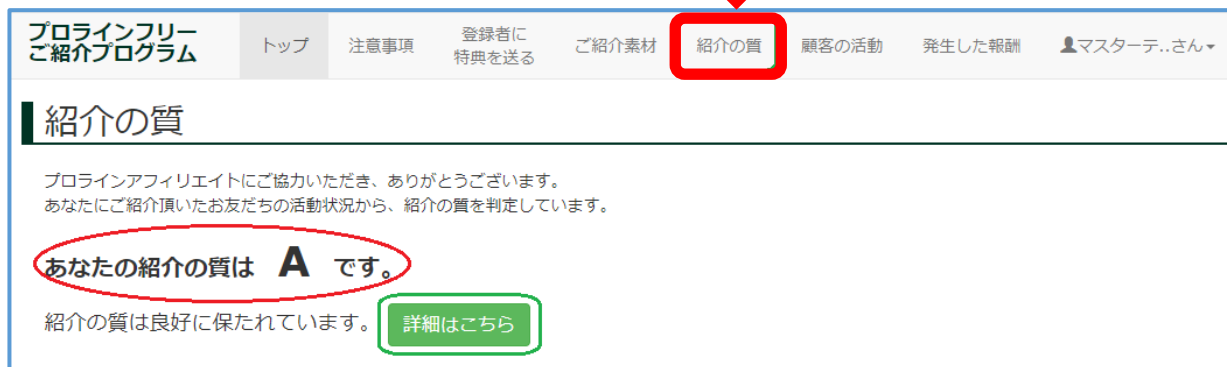 プロラインフリー
ご紹介プログラム
トップ
注意事項
登録者に
特典を送る
ご紹介素材
紹介の質
顧客の活動
発生した報酬
マスターテ..さん
紹介の質
プロラインアフィリエイトにご協力いただき、ありがとうございます。
あなたにご紹介頂いたお友だちの活動状況から、紹介の質を判定しています。
あなたの紹介の質は A です。
紹介の質は良好に保たれています。 詳細はこちら